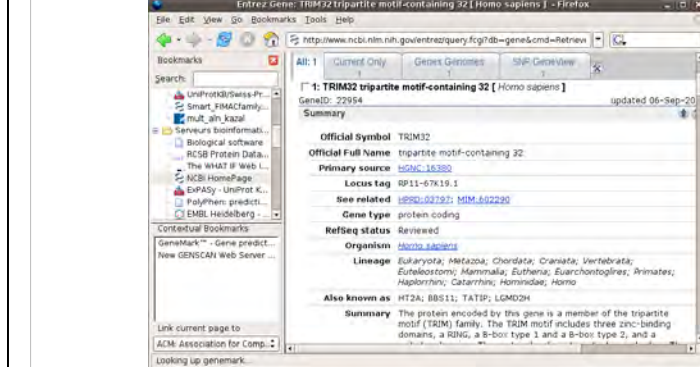 Entrez Gene: TRIM32 tripartite motif-containing 32 [ Homo sapiens ] - Firefox
File Edit View Go Bookmarks Tools Help
http://www.ncbi.nlm.nih.gov/entrez/query.fcgi?db=gene&cmd=Retriev
Bookmarks
Search:
UniProtKB/Swiss-Pr...
Smart_FIMACfamily...
mult_aln_kazal
Serveurs bioinformati...
Biological software
RCSB Protein Data...
The WHAT IF Web I...
NCBI HomePage
ExPASy - UniProt K...
PolyPhen: predicti...
EMBL Heidelberg - ...
Contextual Bookmarks
GeneMark™ - Gene predict...
New GENSCAN Web Server ...
Link current page to
ACM: Association for Comp...
Looking up genemark...
All: 1 Current Only 1 Genes Genomes 1 SNP GeneView 1
1: TRIM32 tripartite motif-containing 32 [ Homo sapiens ]
GeneID: 22954 updated 06-Sep-20
Summary
Official Symbol TRIM32
Official Full Name tripartite motif-containing 32
Primary source HGNC:16380
Locus tag RP11-67K19.1
See related HPRD:03797; MIM:602290
Gene type protein coding
RefSeq status Reviewed
Organism Homo sapiens
Lineage Eukaryota; Metazoa; Chordata; Craniata; Vertebrata;
Euteleostomi; Mammalia; Eutheria; Euarchontoglires; Primates;
Haplorrhini; Catarrhini; Hominidae; Homo
Also known as HT2A; BBS11; TATIP; LGMD2H
Summary The protein encoded by this gene is a member of the tripartite
motif (TRIM) family. The TRIM motif includes three zinc-binding
domains, a RING, a B-box type 1 and a B-box type 2, and a